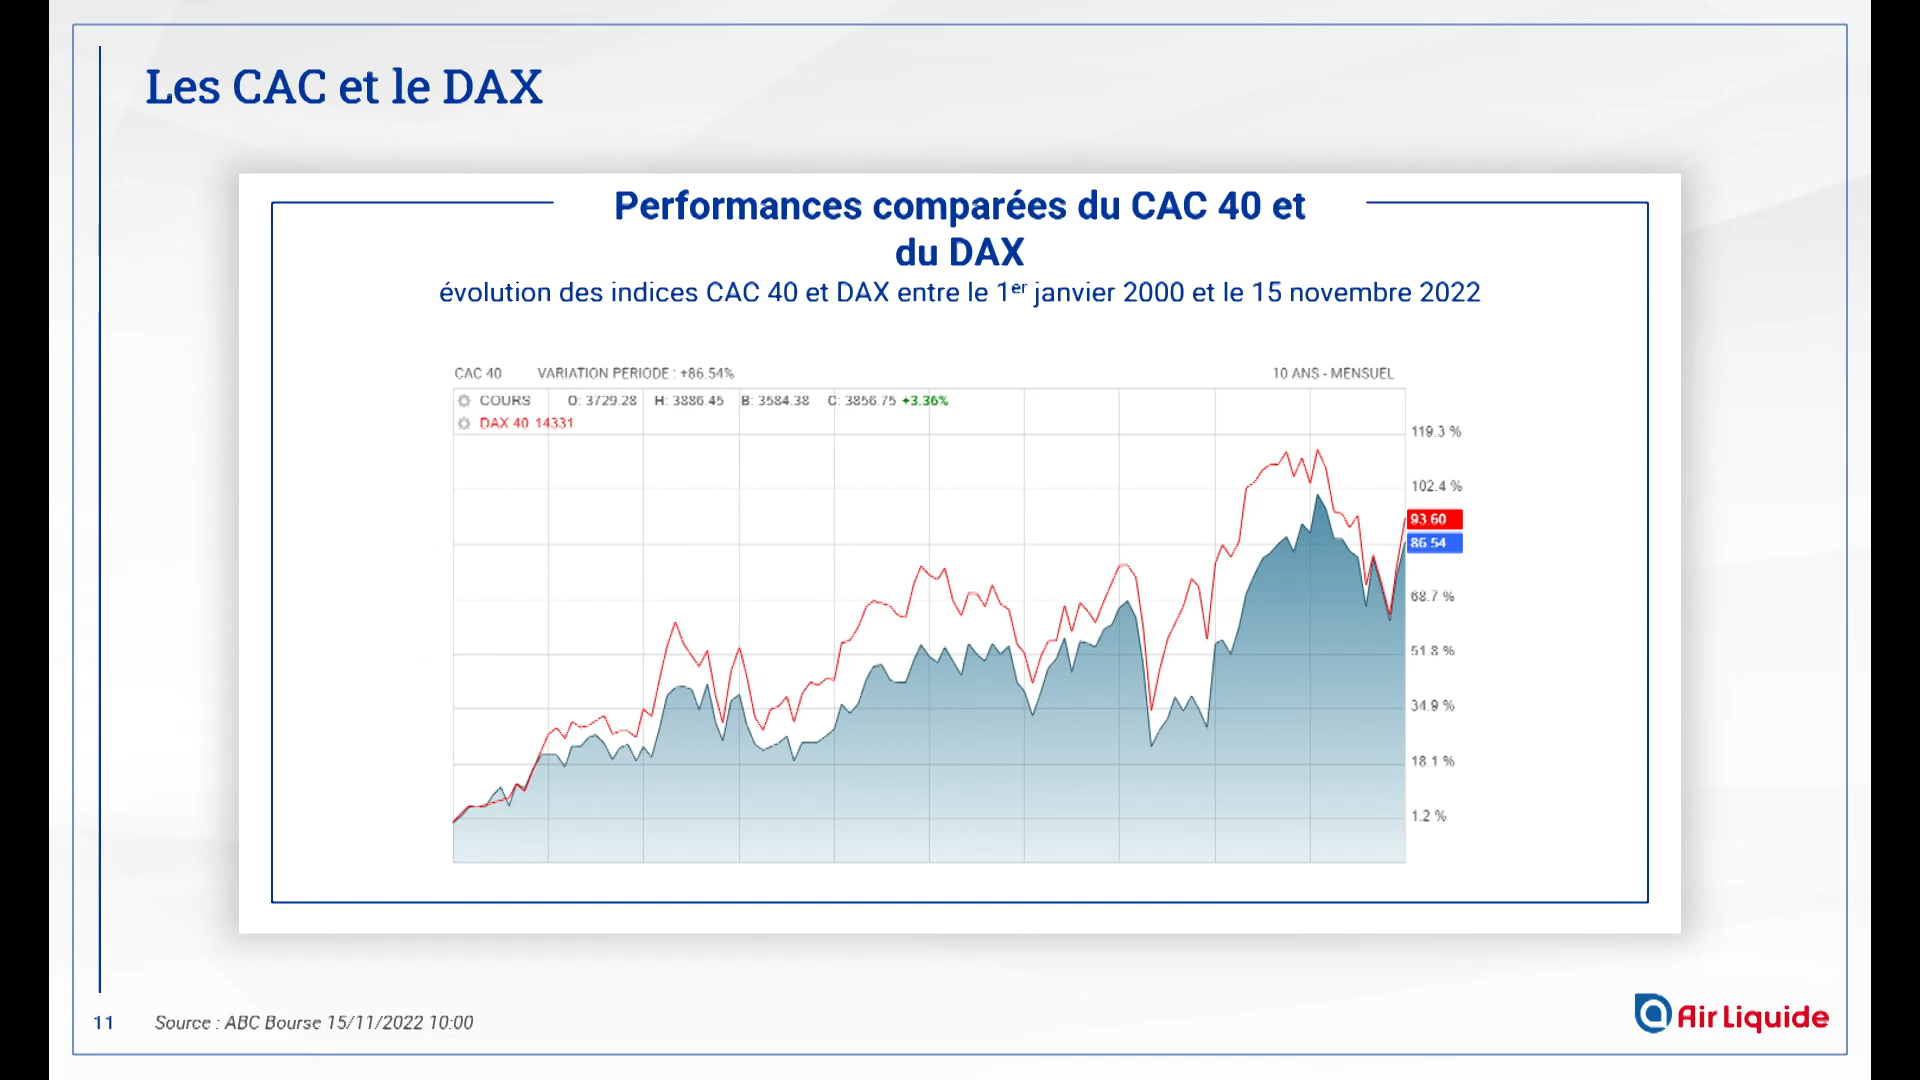 Les CAC et le DAX
Performances comparées du CAC 40 et
du DAX
évolution des indices CAC 40 et DAX entre le 1er janvier 2000 et le 15 novembre 2022
CAC 40 VARIATION PERIODE : +86.54% 10 ANS - MENSUEL
COURS O: 3729.28 H: 3886.45 B: 3584.38 C: 3856.75 +3.36%
DAX 40 14331
119.3 %
102.4 %
93.60
86.54
68.7 %
51.8 %
34.9 %
18.1 %
1.2 %
11 Source : ABC Bourse 15/11/2022 10:00
Air Liquide